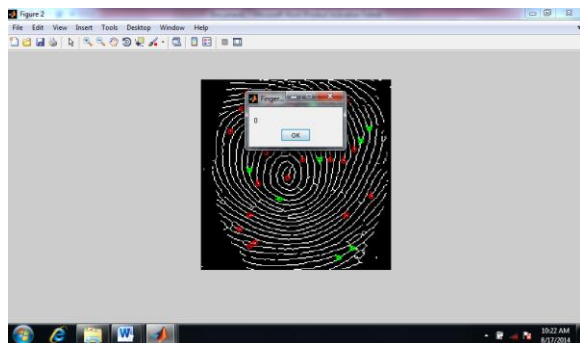 Figure 2
File Edit View Insert Tools Desktop Window Help
Finger...
0
OK
10:22 AM
8/17/2014